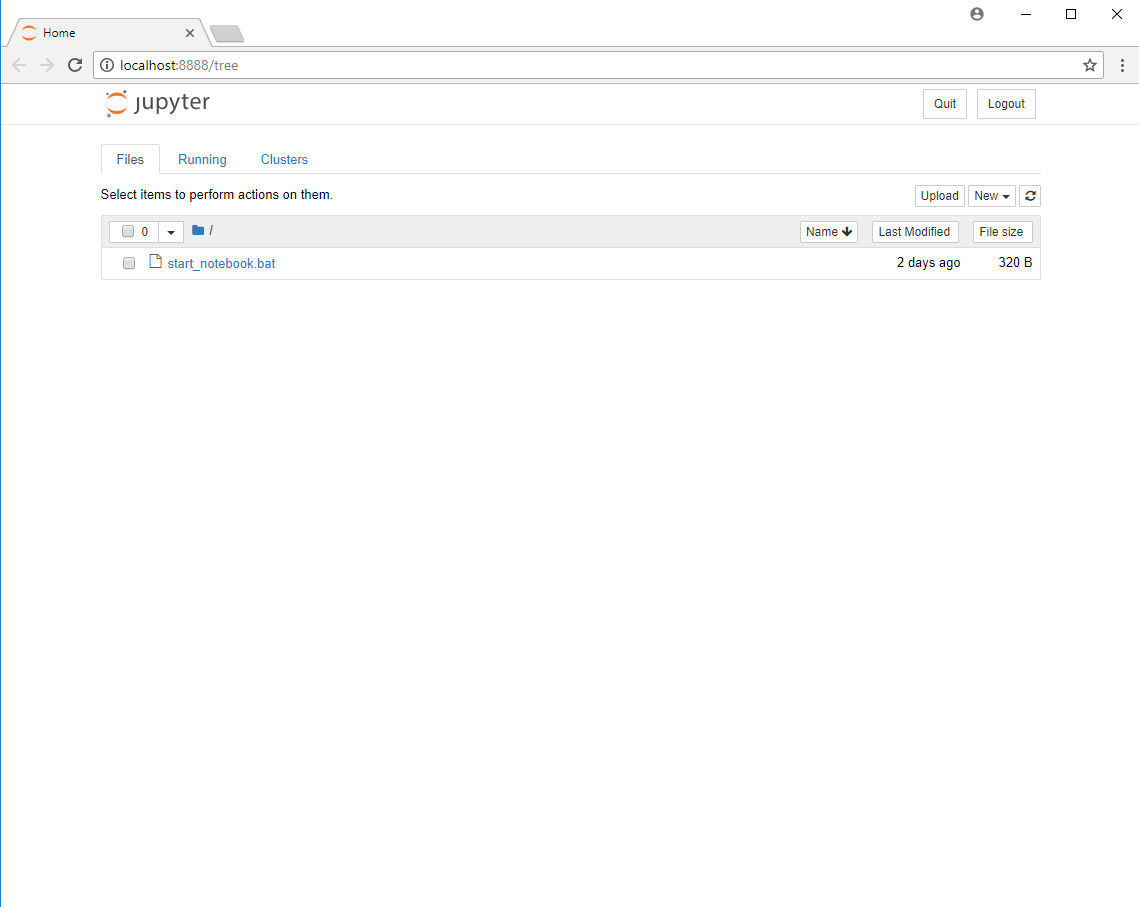 Home
localhost:8888/tree
jupyter
Quit Logout
Files Running Clusters
Select items to perform actions on them.
Upload New
0 / Name Last Modified File size
start_notebook.bat 2 days ago 320 B